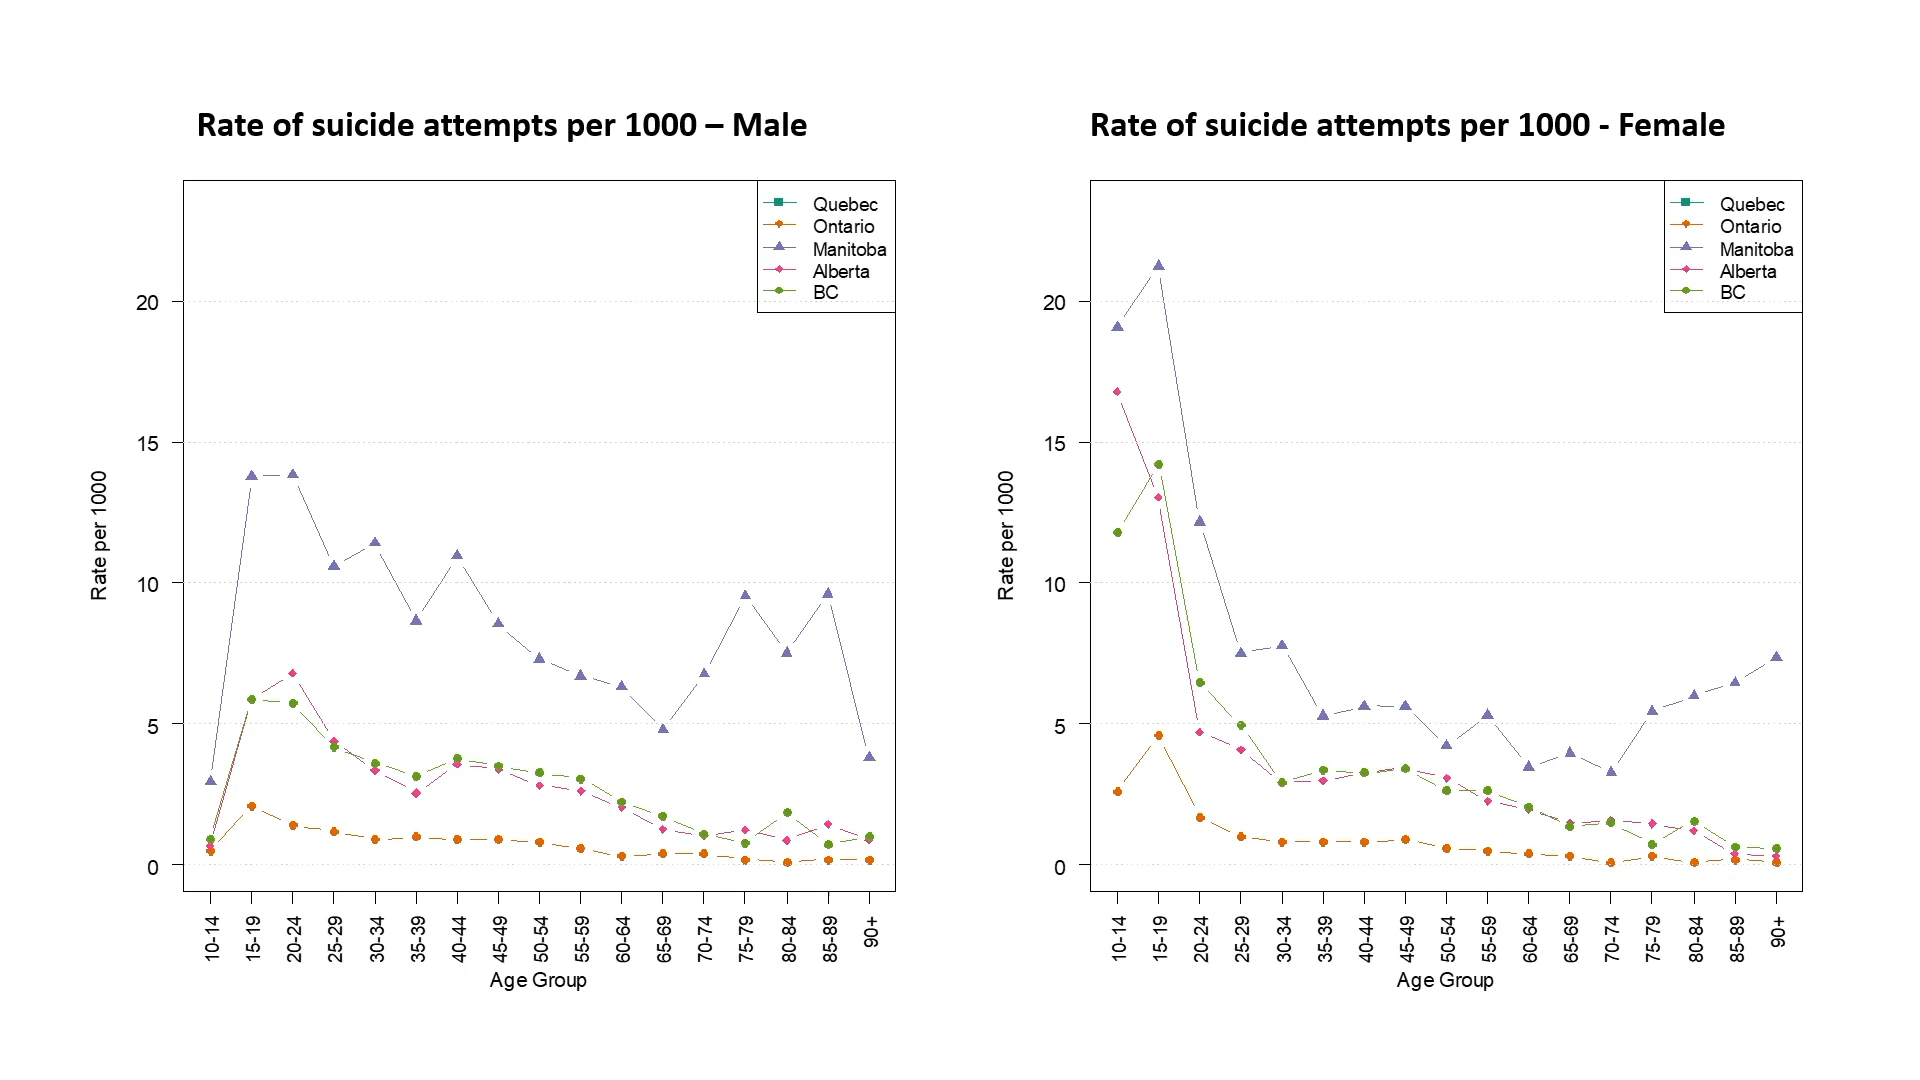 Rate of suicide attempts per 1000 – Male
Quebec
Ontario
Manitoba
Alberta
BC
Rate per 1000
20
15
10
5
0
10-14
15-19
20-24
25-29
30-34
35-39
40-44
45-49
50-54
55-59
60-64
65-69
70-74
75-79
80-84
85-89
90+
Age Group
Rate of suicide attempts per 1000 - Female
Quebec
Ontario
Manitoba
Alberta
BC
Rate per 1000
20
15
10
5
0
10-14
15-19
20-24
25-29
30-34
35-39
40-44
45-49
50-54
55-59
60-64
65-69
70-74
75-79
80-84
85-89
90+
Age Group